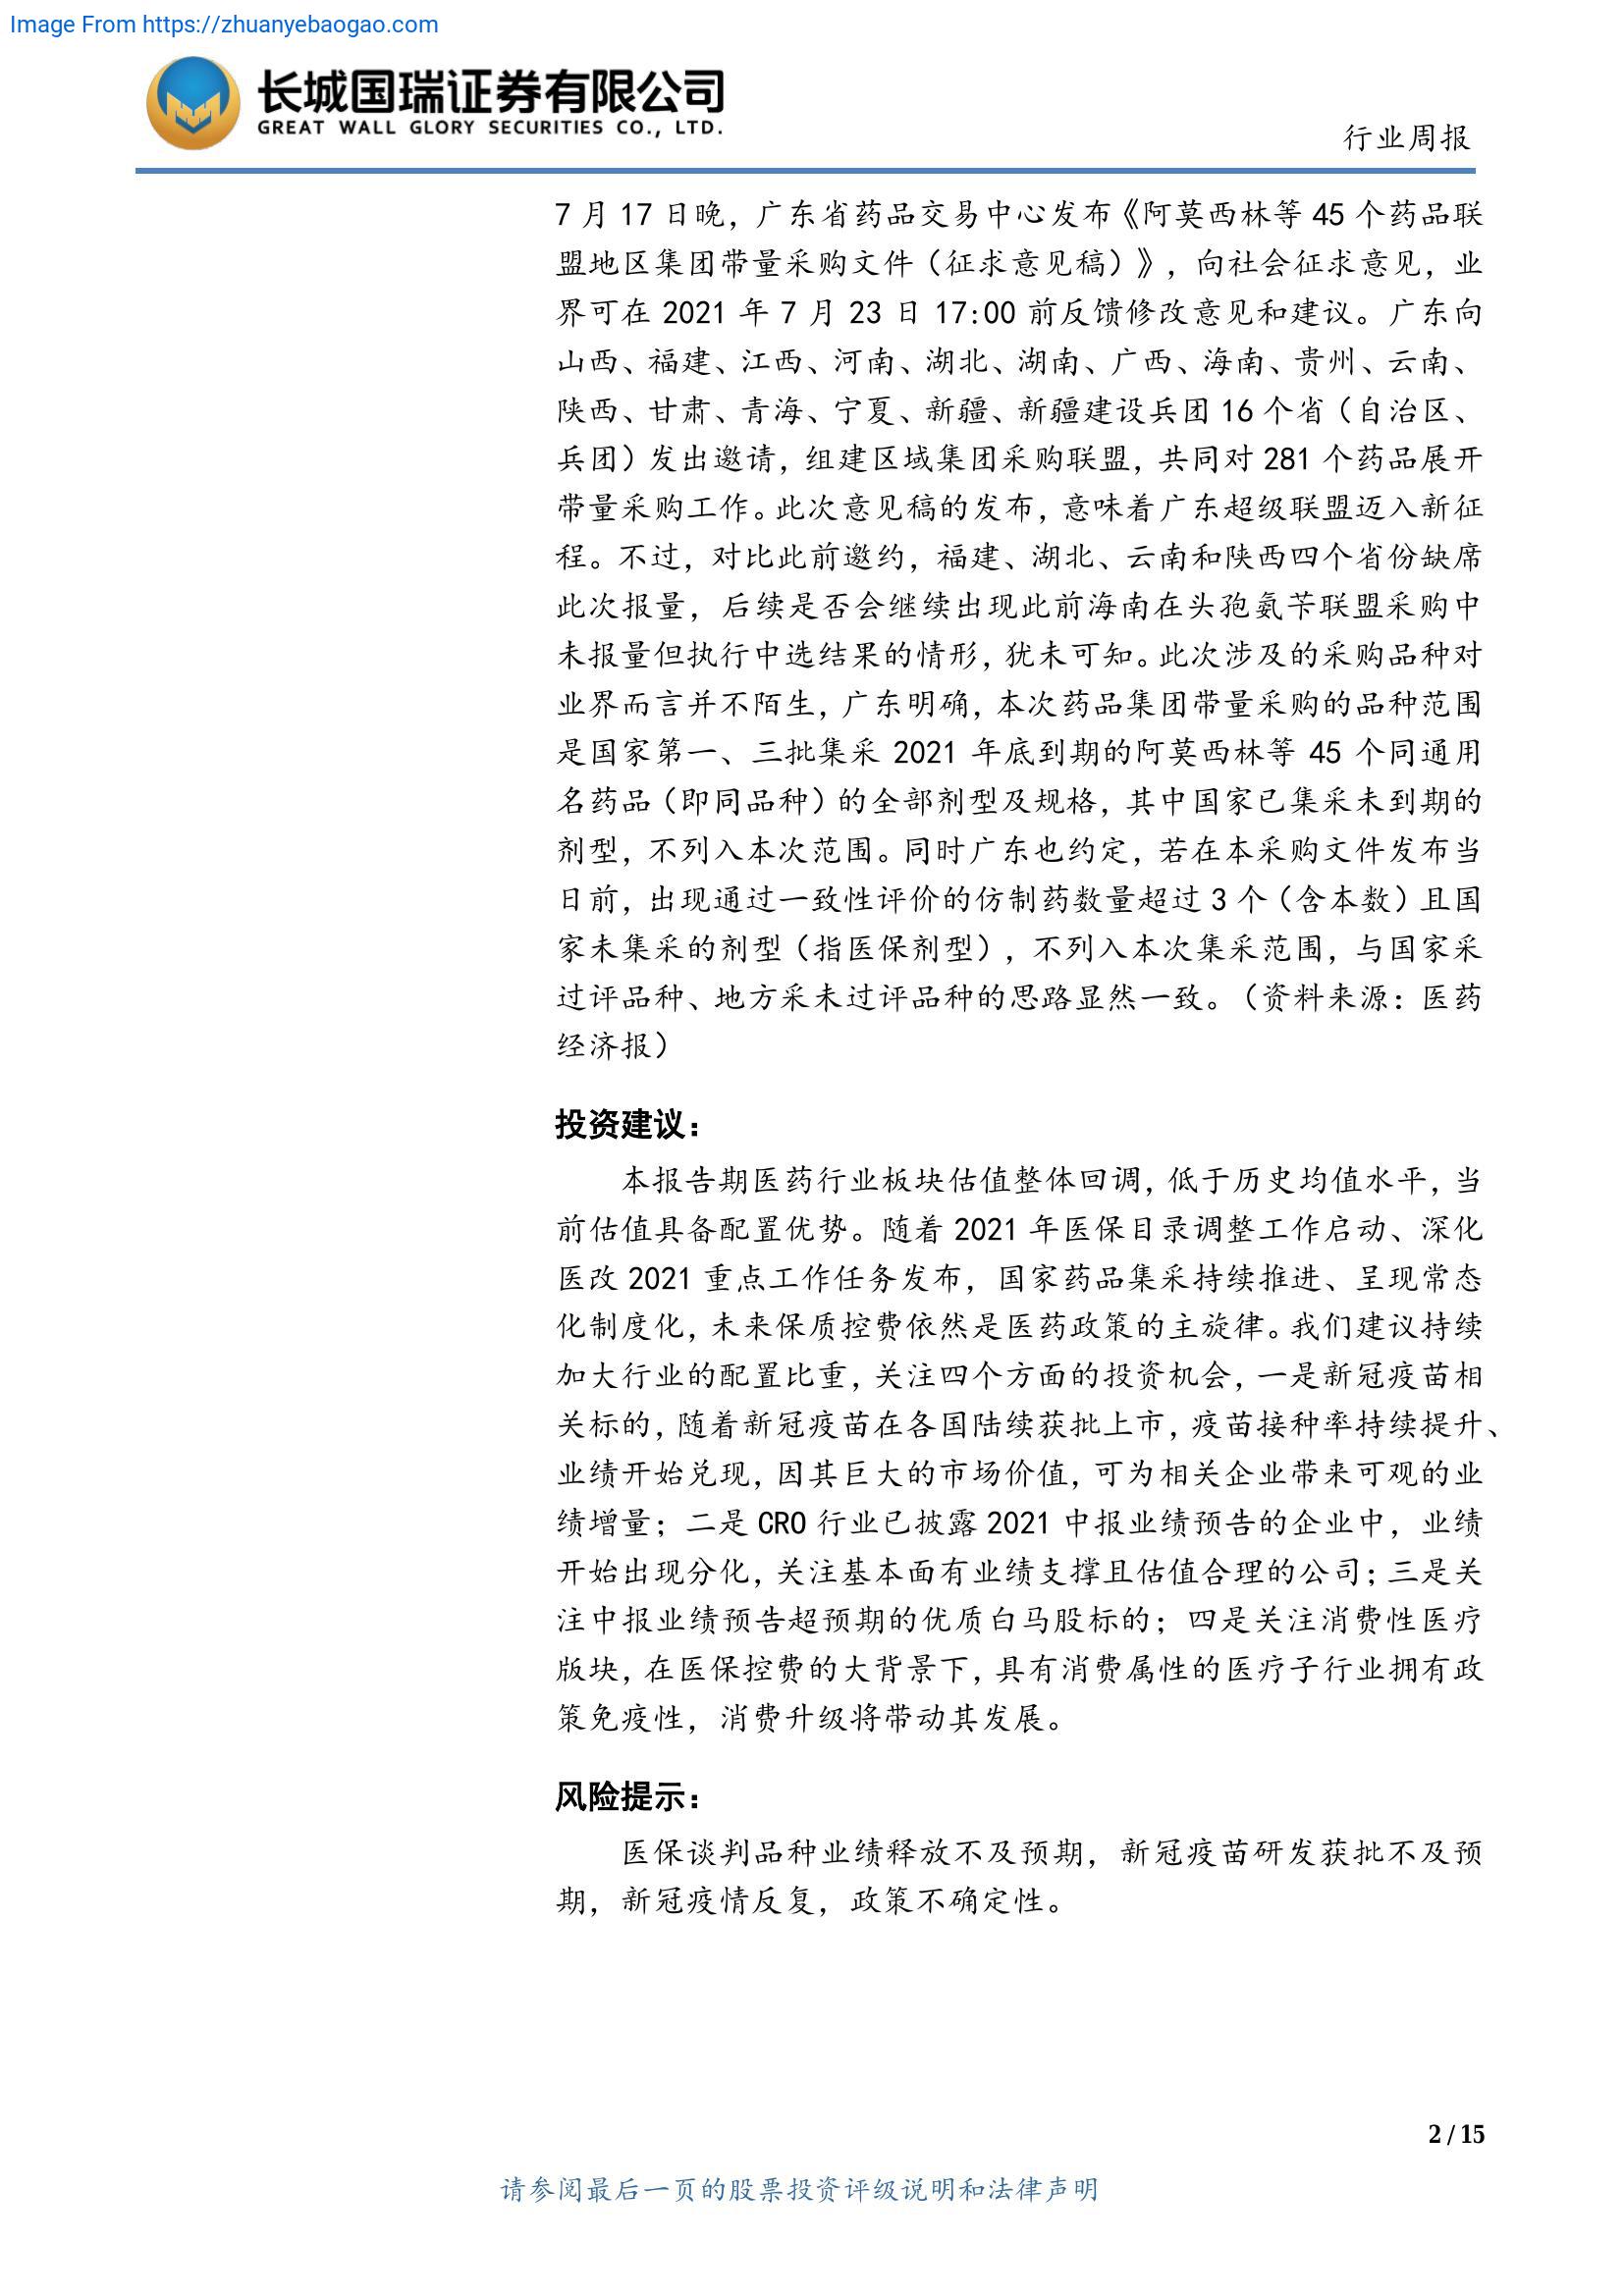 Image From https://zhuanyebaogao.com
长城国瑞证券有限公司
GREAT WALL GLORY SECURITIES CO., LTD.
行业周报
7 月 17 日晚，广东省药品交易中心发布《阿莫西林等 45 个药品联
盟地区集团带量采购文件（征求意见稿）》，向社会征求意见，业
界可在 2021 年 7 月 23 日 17:00 前反馈修改意见和建议。广东向
山西、福建、江西、河南、湖北、湖南、广西、海南、贵州、云南、
陕西、甘肃、青海、宁夏、新疆、新疆建设兵团 16 个省（自治区、
兵团）发出邀请，组建区域集团采购联盟，共同对 281 个药品展开
带量采购工作。此次意见稿的发布，意味着广东超级联盟迈入新征
程。不过，对比此前邀约，福建、湖北、云南和陕西四个省份缺席
此次报量，后续是否会继续出现此前海南在头孢氨苄联盟采购中
未报量但执行中选结果的情形，犹未可知。此次涉及的采购品种对
业界而言并不陌生，广东明确，本次药品集团带量采购的品种范围
是国家第一、三批集采 2021 年底到期的阿莫西林等 45 个同通用
名药品（即同品种）的全部剂型及规格，其中国家已集采未到期的
剂型，不列入本次范围。同时广东也约定，若在本采购文件发布当
日前，出现通过一致性评价的仿制药数量超过 3 个（含本数）且国
家未集采的剂型（指医保剂型），不列入本次集采范围，与国家采
过评品种、地方采未过评品种的思路显然一致。（资料来源：医药
经济报）
投资建议：
本报告期医药行业板块估值整体回调，低于历史均值水平，当
前估值具备配置优势。随着 2021 年医保目录调整工作启动、深化
医改 2021 重点工作任务发布，国家药品集采持续推进、呈现常态
化制度化，未来保质控费依然是医药政策的主旋律。我们建议持续
加大行业的配置比重，关注四个方面的投资机会，一是新冠疫苗相
关标的，随着新冠疫苗在各国陆续获批上市，疫苗接种率持续提升、
业绩开始兑现，因其巨大的市场价值，可为相关企业带来可观的业
绩增量；二是 CRO 行业已披露 2021 中报业绩预告的企业中，业绩
开始出现分化，关注基本面有业绩支撑且估值合理的公司；三是关
注中报业绩预告超预期的优质白马股标的；四是关注消费性医疗
版块，在医保控费的大背景下，具有消费属性的医疗子行业拥有政
策免疫性，消费升级将带动其发展。
风险提示：
医保谈判品种业绩释放不及预期，新冠疫苗研发获批不及预
期，新冠疫情反复，政策不确定性。
2 / 15
请参阅最后一页的股票投资评级说明和法律声明